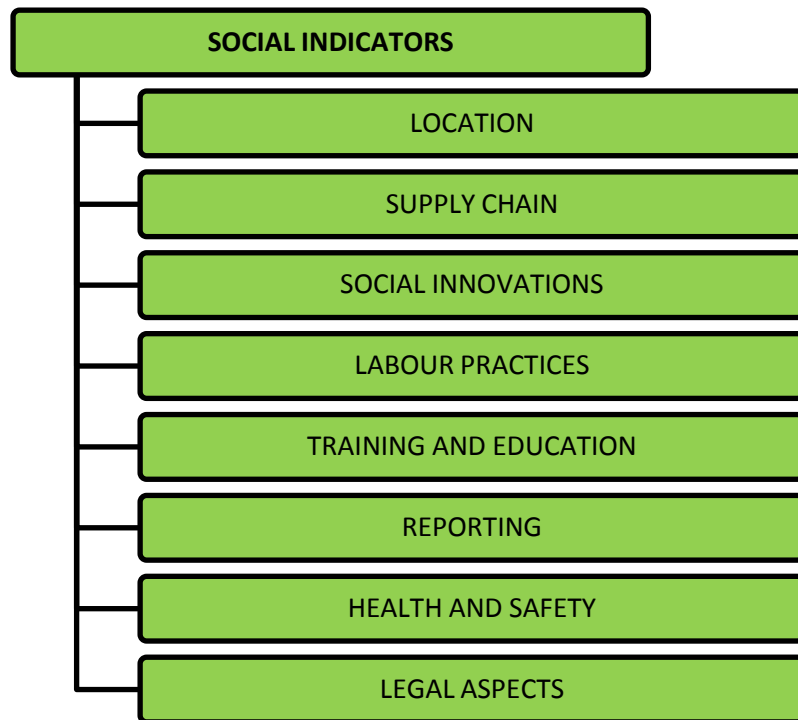 SOCIAL INDICATORS
LOCATION
SUPPLY CHAIN
SOCIAL INNOVATIONS
LABOUR PRACTICES
TRAINING AND EDUCATION
REPORTING
HEALTH AND SAFETY
LEGAL ASPECTS